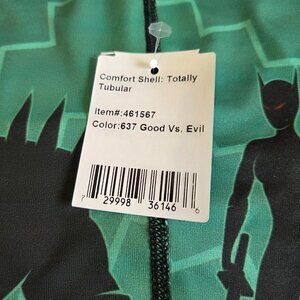 Comfort Shell: Totally
Tubular
Item#:461567
Color:637 Good Vs. Evil
7 29998 36146 6